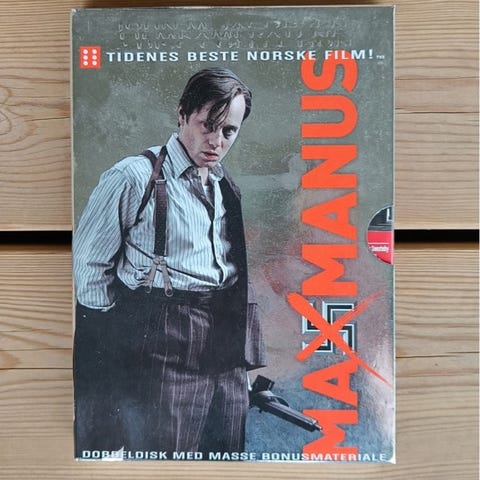 TIDENES BESTE NORSKE FILM!
MAX MANUS
DOBBELDISK MED MASSE BONUSMATERIALE